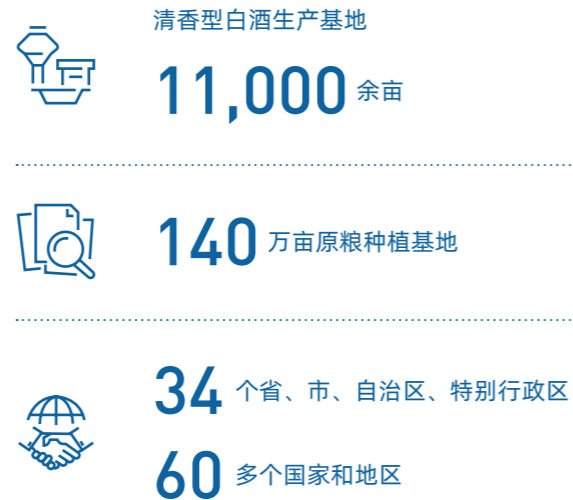 清香型白酒生产基地
11,000 余亩
140 万亩原粮种植基地
34 个省、市、自治区、特别行政区
60 多个国家和地区